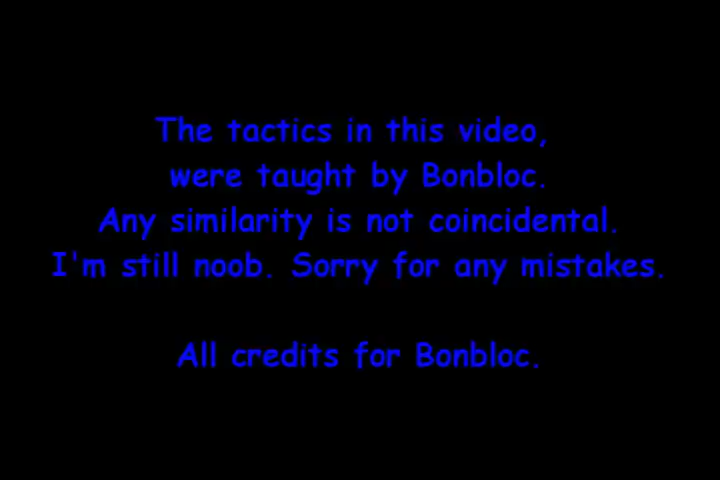 The tactics in this video,
were taught by Bonbloc.
Any similarity is not coincidental.
I'm still noob. Sorry for any mistakes.
All credits for Bonbloc.